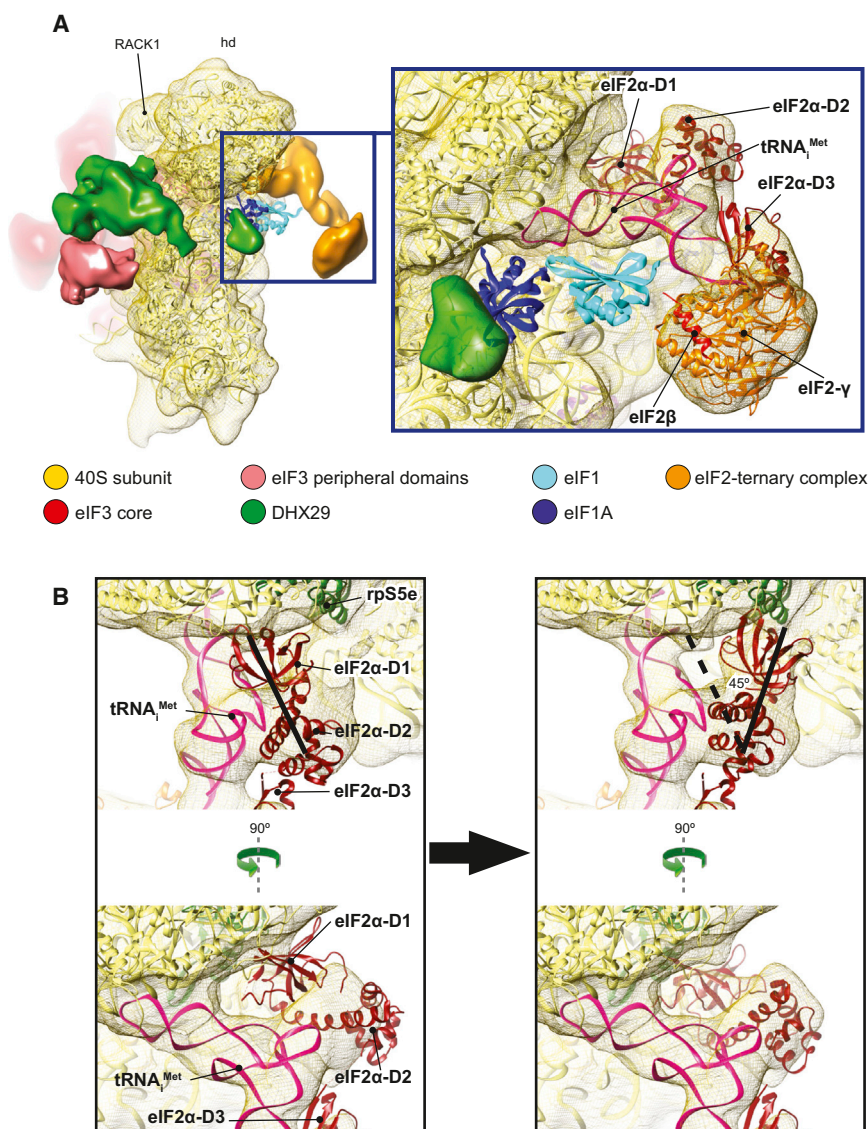 A
RACK1
hd
eIF2α-D1
eIF2α-D2
tRNAiMet
eIF2α-D3
eIF2β
eIF2-γ
40S subunit
eIF3 peripheral domains
eIF1
eIF2-ternary complex
eIF3 core
DHX29
eIF1A
B
rpS5e
eIF2α-D1
tRNAiMet
eIF2α-D2
eIF2α-D3
45º
90º
90º
eIF2α-D1
eIF2α-D2
tRNAiMet
eIF2α-D3